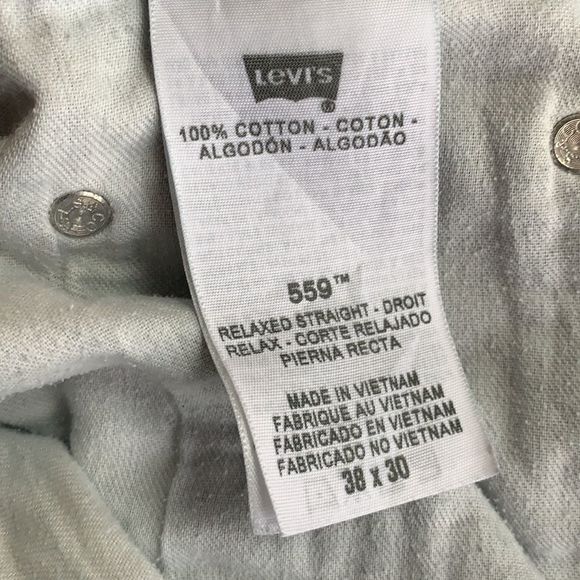 LEVI'S ®
100% COTTON - COTON -
ALGODÓN - ALGODÃO
559™
RELAXED STRAIGHT - DROIT
RELAX - CORTE RELAJADO
PIERNA RECTA
MADE IN VIETNAM
FABRIQUE AU VIETNAM
FABRICADO EN VIETNAM
FABRICADO NO VIETNAM
38 x 30